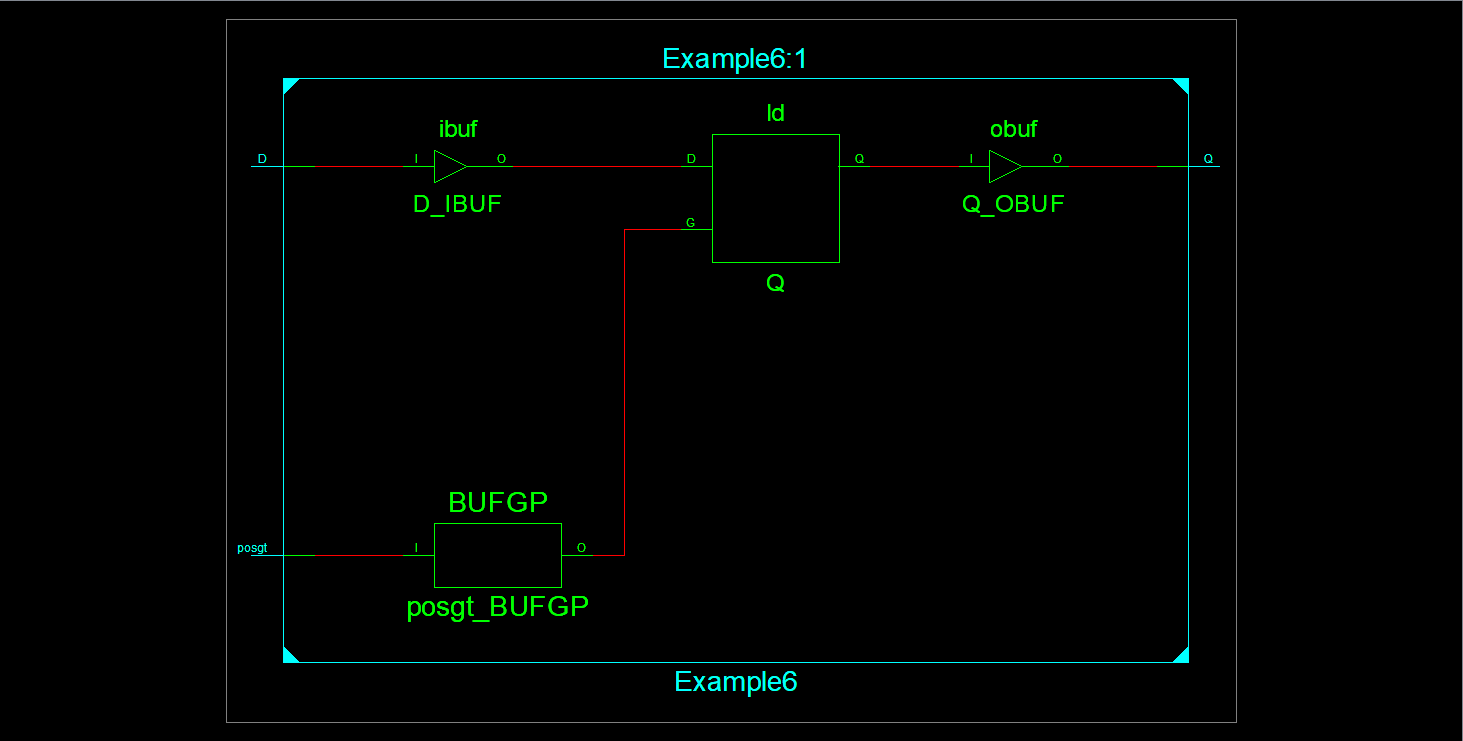 Example6:1
ld
ibuf
obuf
D
I
O
D
Q
I
O
Q
D_IBUF
Q_OBUF
G
Q
BUFGP
posgt
I
O
posgt_BUFGP
Example6